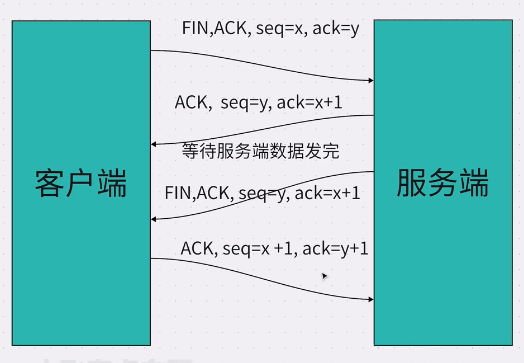 FIN,ACK, seq=x, ack=y
ACK, seq=y, ack=x+1
等待服务端数据发完
客户端
服务端
FIN,ACK, seq=y, ack=x+1
ACK, seq=x +1, ack=y+1